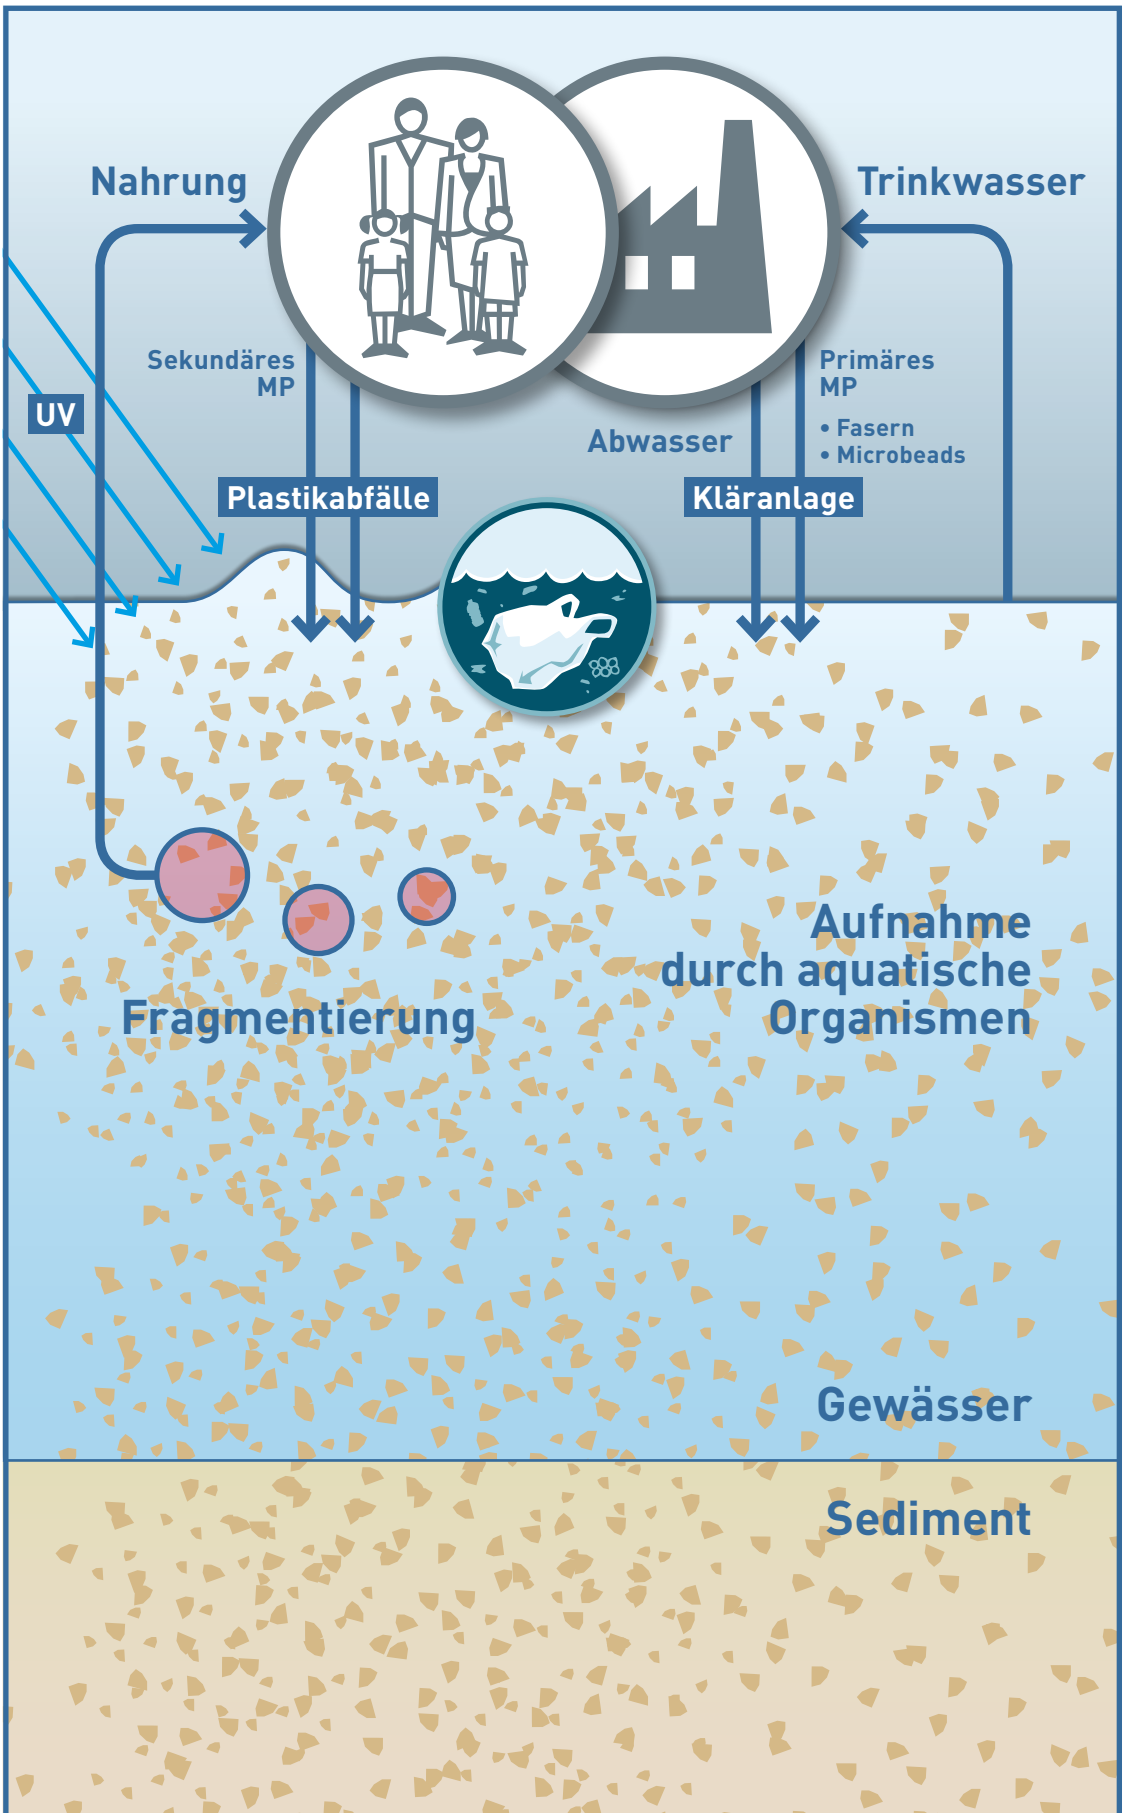 Nahrung
Trinkwasser
Sekundäres
MP
Primäres
MP
• Fasern
• Microbeads
UV
Abwasser
Plastikabfälle
Kläranlage
Aufnahme
durch aquatische
Organismen
Fragmentierung
Gewässer
Sediment